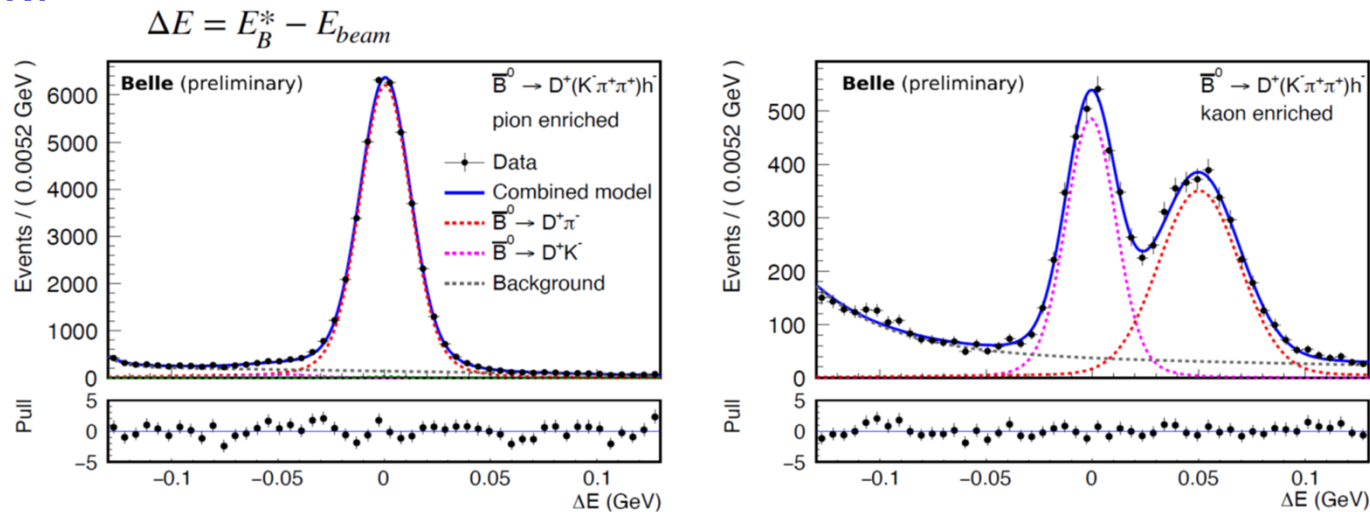 ΔE = E*_B − E_beam
Belle (preliminary)
B̅⁰ → D⁺(K⁻π⁺π⁺)h⁻
pion enriched
Data
Combined model
B̅⁰ → D⁺π⁻
B̅⁰ → D⁺K⁻
Background
Events / ( 0.0052 GeV )
6000
5000
4000
3000
2000
1000
0
Pull
5
0
−5
−0.1 −0.05 0 0.05 0.1
ΔE (GeV)
Belle (preliminary)
B̅⁰ → D⁺(K⁻π⁺π⁺)h⁻
kaon enriched
Events / ( 0.0052 GeV )
500
400
300
200
100
0
Pull
5
0
−5
−0.1 −0.05 0 0.05 0.1
ΔE (GeV)